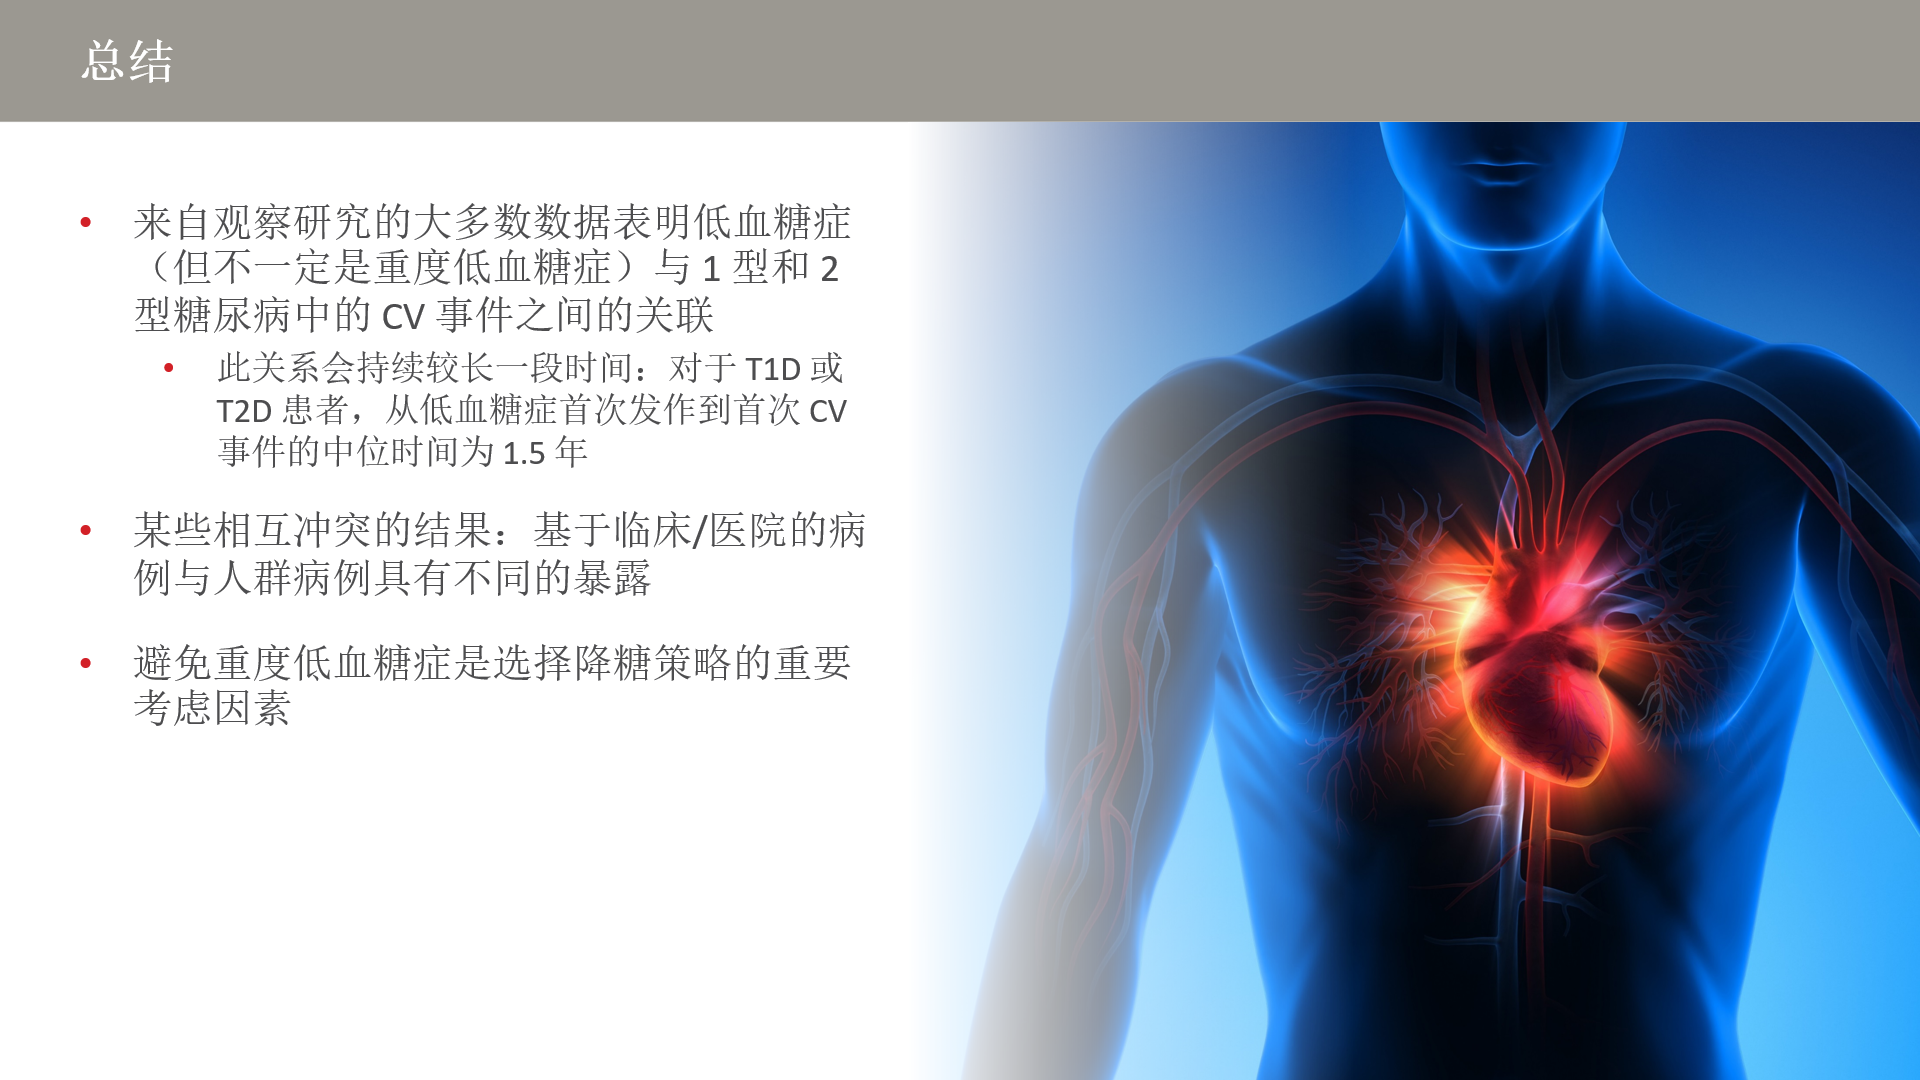 总结
• 来自观察研究的大多数数据表明低血糖症
（但不一定是重度低血糖症）与 1 型和 2
型糖尿病中的 CV 事件之间的关联
• 此关系会持续较长一段时间：对于 T1D 或
T2D 患者，从低血糖症首次发作到首次 CV
事件的中位时间为 1.5 年
• 某些相互冲突的结果：基于临床/医院的病
例与人群病例具有不同的暴露
• 避免重度低血糖症是选择降糖策略的重要
考虑因素